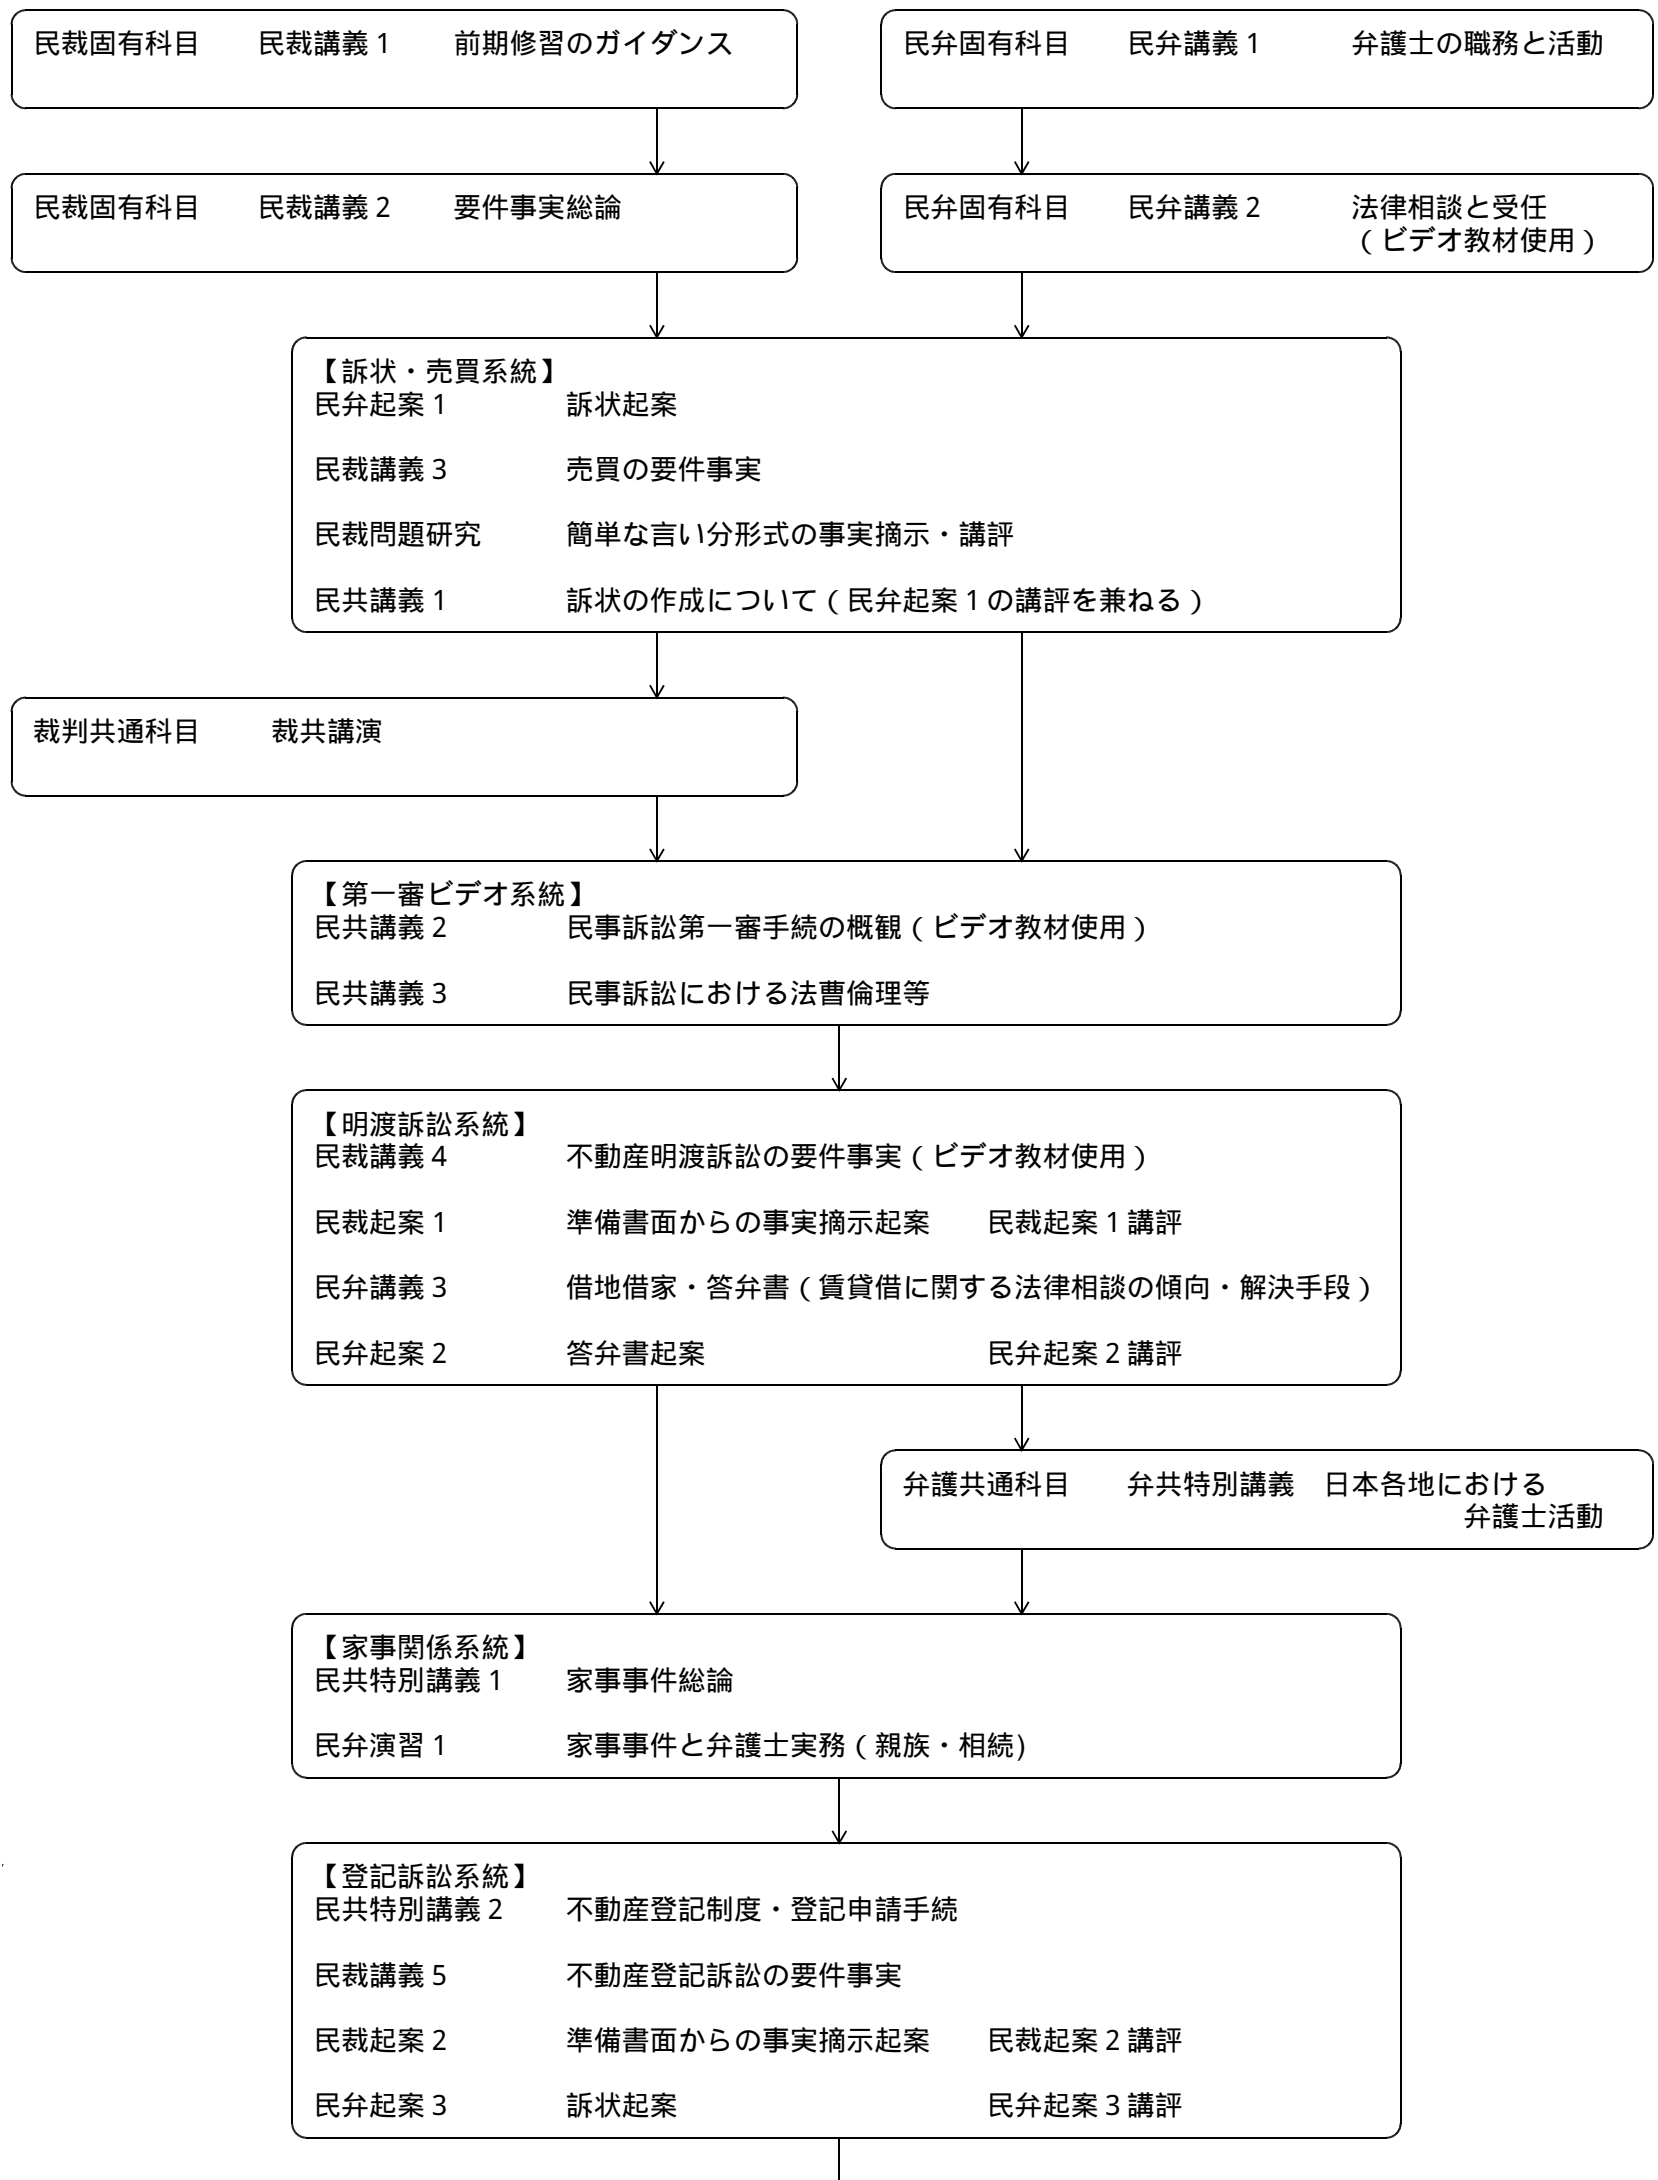 民裁固有科目　　民裁講義1　　前期修習のガイダンス
民弁固有科目　　民弁講義1　　弁護士の職務と活動
民裁固有科目　　民裁講義2　　要件事実総論
民弁固有科目　　民弁講義2　　法律相談と受任
（ビデオ教材使用）
【訴状・売買系統】
民弁起案1　　訴状起案
民裁講義3　　売買の要件事実
民裁問題研究　　簡単な言い分形式の事実摘示・講評
民共講義1　　訴状の作成について（民弁起案1の講評を兼ねる）
裁判共通科目　　裁共講演
【第一審ビデオ系統】
民共講義2　　民事訴訟第一審手続の概観（ビデオ教材使用）
民共講義3　　民事訴訟における法曹倫理等
【明渡訴訟系統】
民裁講義4　　不動産明渡訴訟の要件事実（ビデオ教材使用）
民裁起案1　　準備書面からの事実摘示起案　　民裁起案1講評
民弁講義3　　借地借家・答弁書（賃貸借に関する法律相談の傾向・解決手段）
民弁起案2　　答弁書起案　　民弁起案2講評
弁護共通科目　　弁共特別講義　日本各地における
弁護士活動
【家事関係系統】
民共特別講義1　　家事事件総論
民弁演習1　　家事事件と弁護士実務（親族・相続)
【登記訴訟系統】
民共特別講義2　　不動産登記制度・登記申請手続
民裁講義5　　不動産登記訴訟の要件事実
民裁起案2　　準備書面からの事実摘示起案　　民裁起案2講評
民弁起案3　　訴状起案　　民弁起案3講評